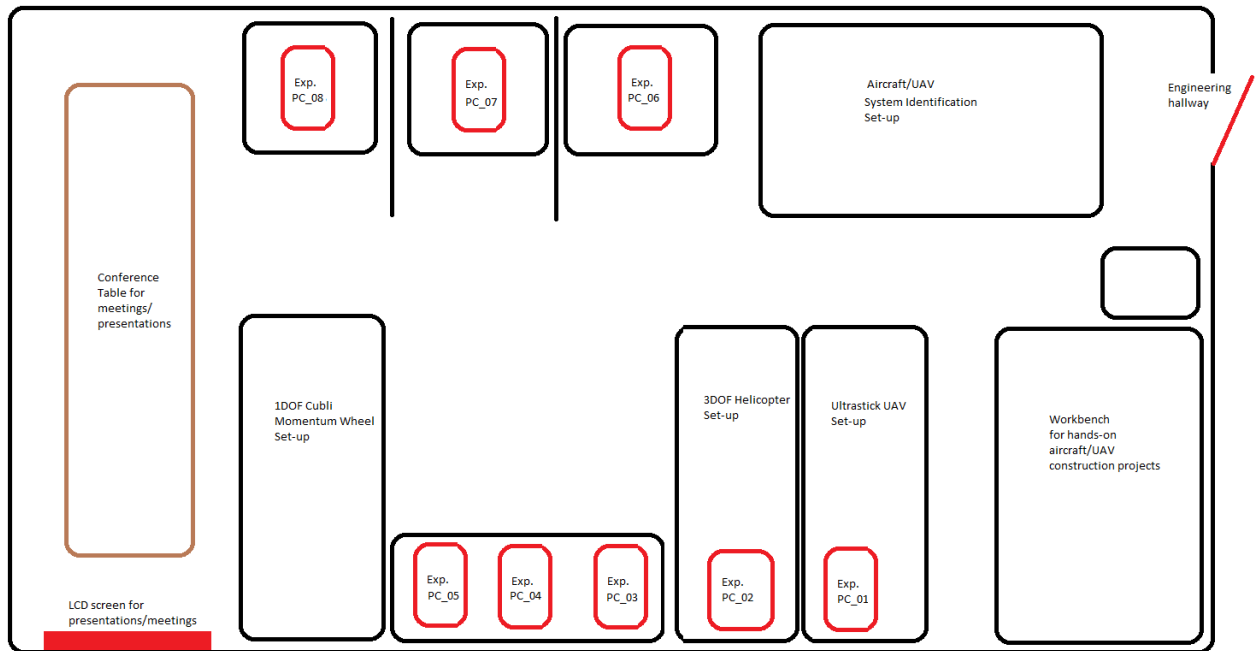 Exp.
PC_08
Exp.
PC_07
Exp.
PC_06
Aircraft/UAV
System Identification
Set-up
Engineering
hallway
Conference
Table for
meetings/
presentations
1DOF Cubli
Momentum Wheel
Set-up
3DOF Helicopter
Set-up
Ultrastick UAV
Set-up
Workbench
for hands-on
aircraft/UAV
construction projects
Exp.
PC_05
Exp.
PC_04
Exp.
PC_03
Exp.
PC_02
Exp.
PC_01
LCD screen for
presentations/meetings